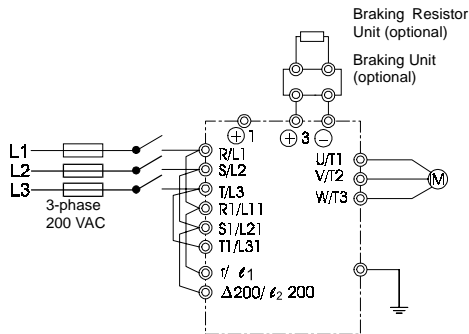 Braking Resistor
Unit (optional)
Braking Unit
(optional)
⊕1
⊕3
⊖
L1
L2
L3
3-phase
200 VAC
R/L1
S/L2
T/L3
R1/L11
S1/L21
T1/L31
r/ ℓ1
Δ200/ ℓ2 200
U/T1
V/T2
W/T3
M